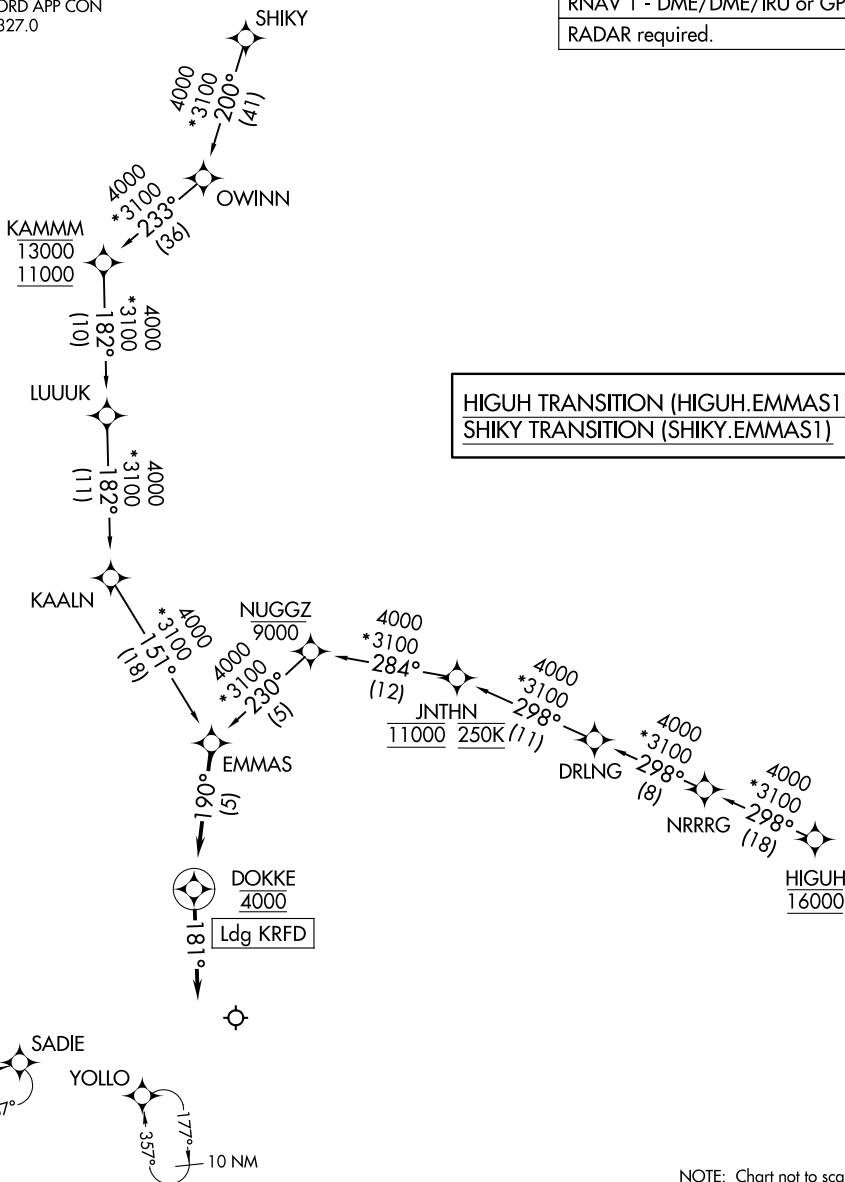 ORD APP CON
327.0
RNAV 1 - DME/DME/IRU or GP
RADAR required.
SHIKY
4000
*3100
200°
(41)
OWINN
4000
*3100
233°
(36)
KAMMM
13000
11000
4000
*3100
182°
(10)
LUUUK
4000
*3100
182°
(11)
KAALN
HIGUH TRANSITION (HIGUH.EMMAS1)
SHIKY TRANSITION (SHIKY.EMMAS1)
4000
*3100
151°
(18)
NUGGZ
9000
4000
*3100
230°
(5)
4000
*3100
284°
(12)
JNTHN
11000 250K
4000
*3100
298°
(11)
DRLNG
4000
*3100
298°
(8)
NRRRG
4000
*3100
298°
(18)
HIGUH
16000
EMMAS
190°
(5)
DOKKE
4000
Ldg KRFD
181°
SADIE
7°
YOLLO
177°
357°
10 NM
NOTE: Chart not to sca